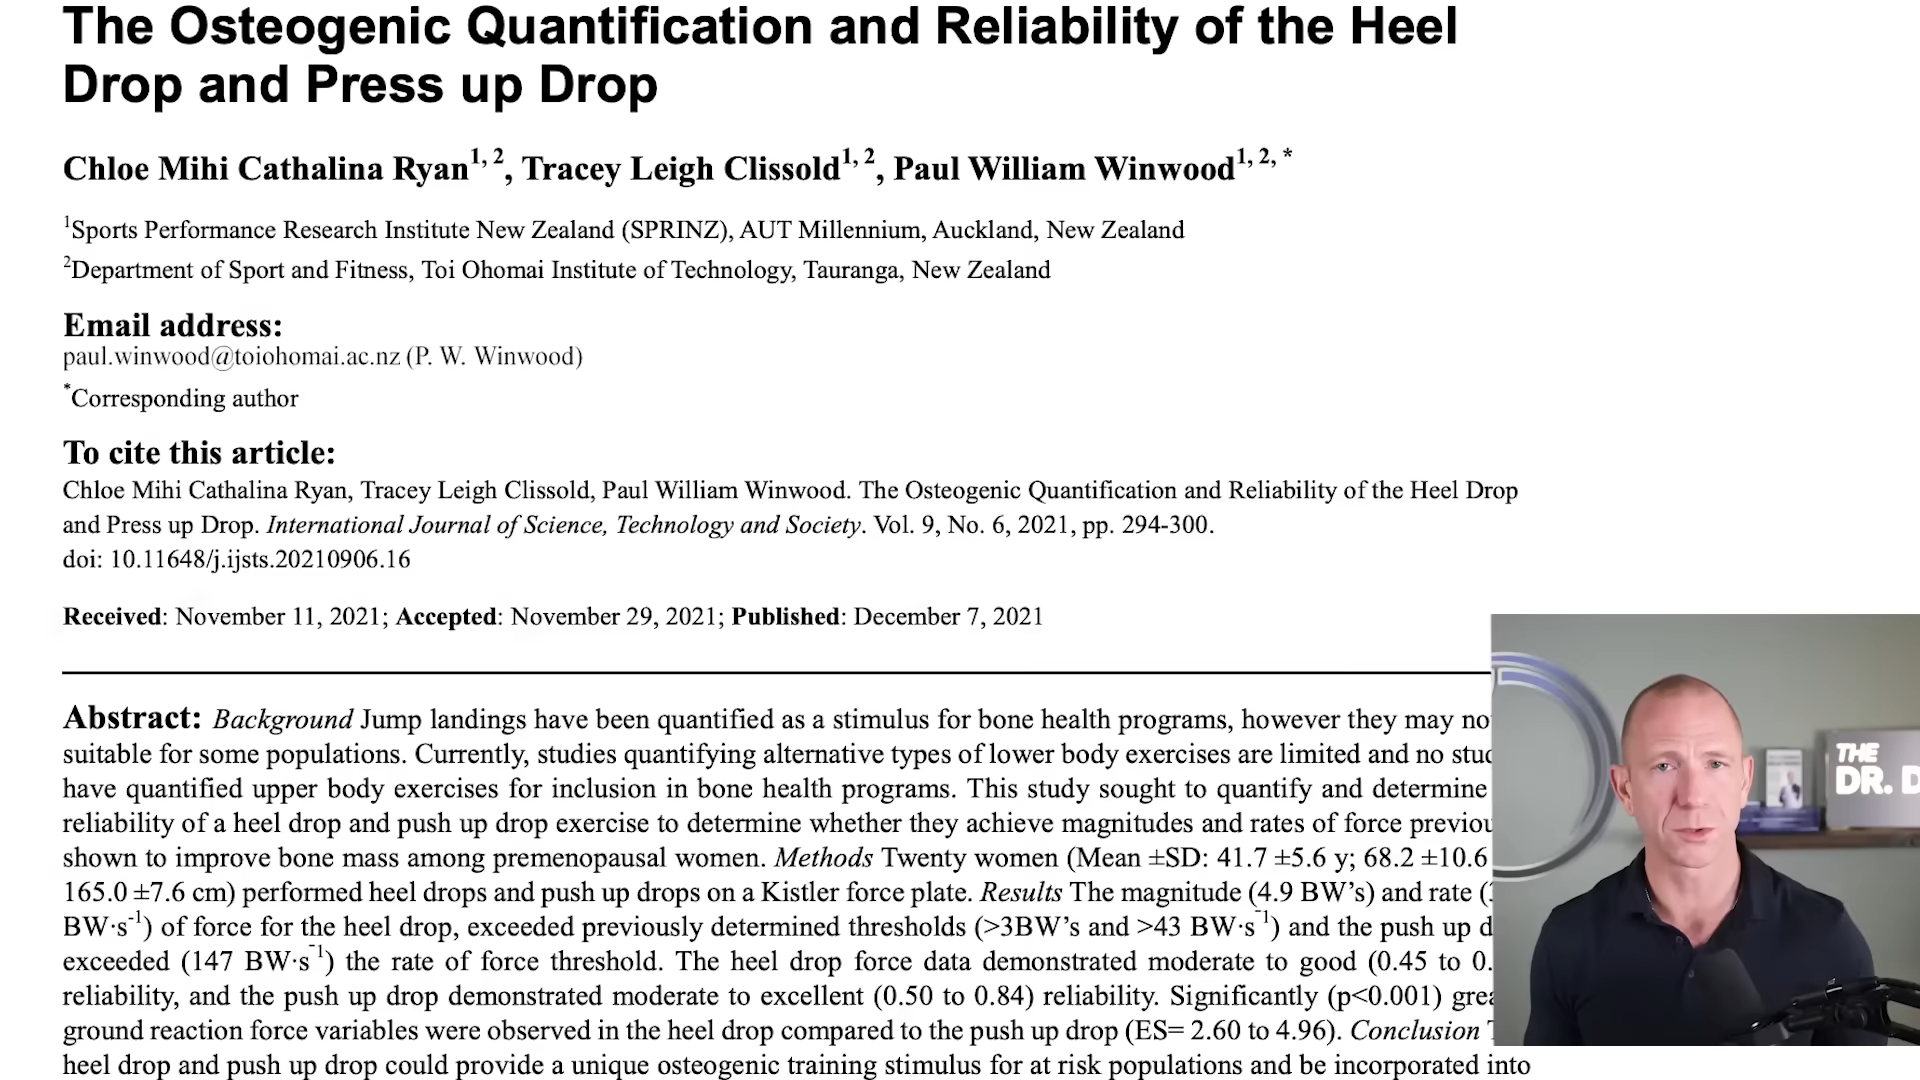 The Osteogenic Quantification and Reliability of the Heel
Drop and Press up Drop
Chloe Mihi Cathalina Ryan1, 2, Tracey Leigh Clissold1, 2, Paul William Winwood1, 2, *
1Sports Performance Research Institute New Zealand (SPRINZ), AUT Millennium, Auckland, New Zealand
2Department of Sport and Fitness, Toi Ohomai Institute of Technology, Tauranga, New Zealand
Email address:
paul.winwood@toiohomai.ac.nz (P. W. Winwood)
*Corresponding author
To cite this article:
Chloe Mihi Cathalina Ryan, Tracey Leigh Clissold, Paul William Winwood. The Osteogenic Quantification and Reliability of the Heel Drop
and Press up Drop. International Journal of Science, Technology and Society. Vol. 9, No. 6, 2021, pp. 294-300.
doi: 10.11648/j.ijsts.20210906.16
Received: November 11, 2021; Accepted: November 29, 2021; Published: December 7, 2021
Abstract: Background Jump landings have been quantified as a stimulus for bone health programs, however they may no
suitable for some populations. Currently, studies quantifying alternative types of lower body exercises are limited and no stud
have quantified upper body exercises for inclusion in bone health programs. This study sought to quantify and determine
reliability of a heel drop and push up drop exercise to determine whether they achieve magnitudes and rates of force previou
shown to improve bone mass among premenopausal women. Methods Twenty women (Mean ±SD: 41.7 ±5.6 y; 68.2 ±10.6
165.0 ±7.6 cm) performed heel drops and push up drops on a Kistler force plate. Results The magnitude (4.9 BW's) and rate (
BW·s-1) of force for the heel drop, exceeded previously determined thresholds (>3BW's and >43 BW·s-1) and the push up d
exceeded (147 BW·s-1) the rate of force threshold. The heel drop force data demonstrated moderate to good (0.45 to 0.
reliability, and the push up drop demonstrated moderate to excellent (0.50 to 0.84) reliability. Significantly (p<0.001) grea
ground reaction force variables were observed in the heel drop compared to the push up drop (ES= 2.60 to 4.96). Conclusion
heel drop and push up drop could provide a unique osteogenic training stimulus for at risk populations and be incorporated into
THE
DR. D